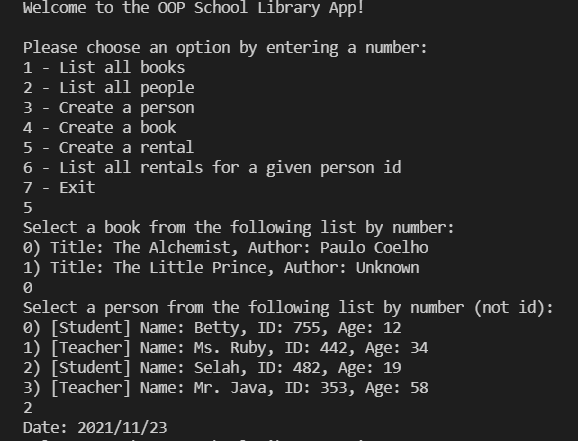 Welcome to the OOP School Library App!
Please choose an option by entering a number:
1 - List all books
2 - List all people
3 - Create a person
4 - Create a book
5 - Create a rental
6 - List all rentals for a given person id
7 - Exit
5
Select a book from the following list by number:
0) Title: The Alchemist, Author: Paulo Coelho
1) Title: The Little Prince, Author: Unknown
0
Select a person from the following list by number (not id):
0) [Student] Name: Betty, ID: 755, Age: 12
1) [Teacher] Name: Ms. Ruby, ID: 442, Age: 34
2) [Student] Name: Selah, ID: 482, Age: 19
3) [Teacher] Name: Mr. Java, ID: 353, Age: 58
2
Date: 2021/11/23